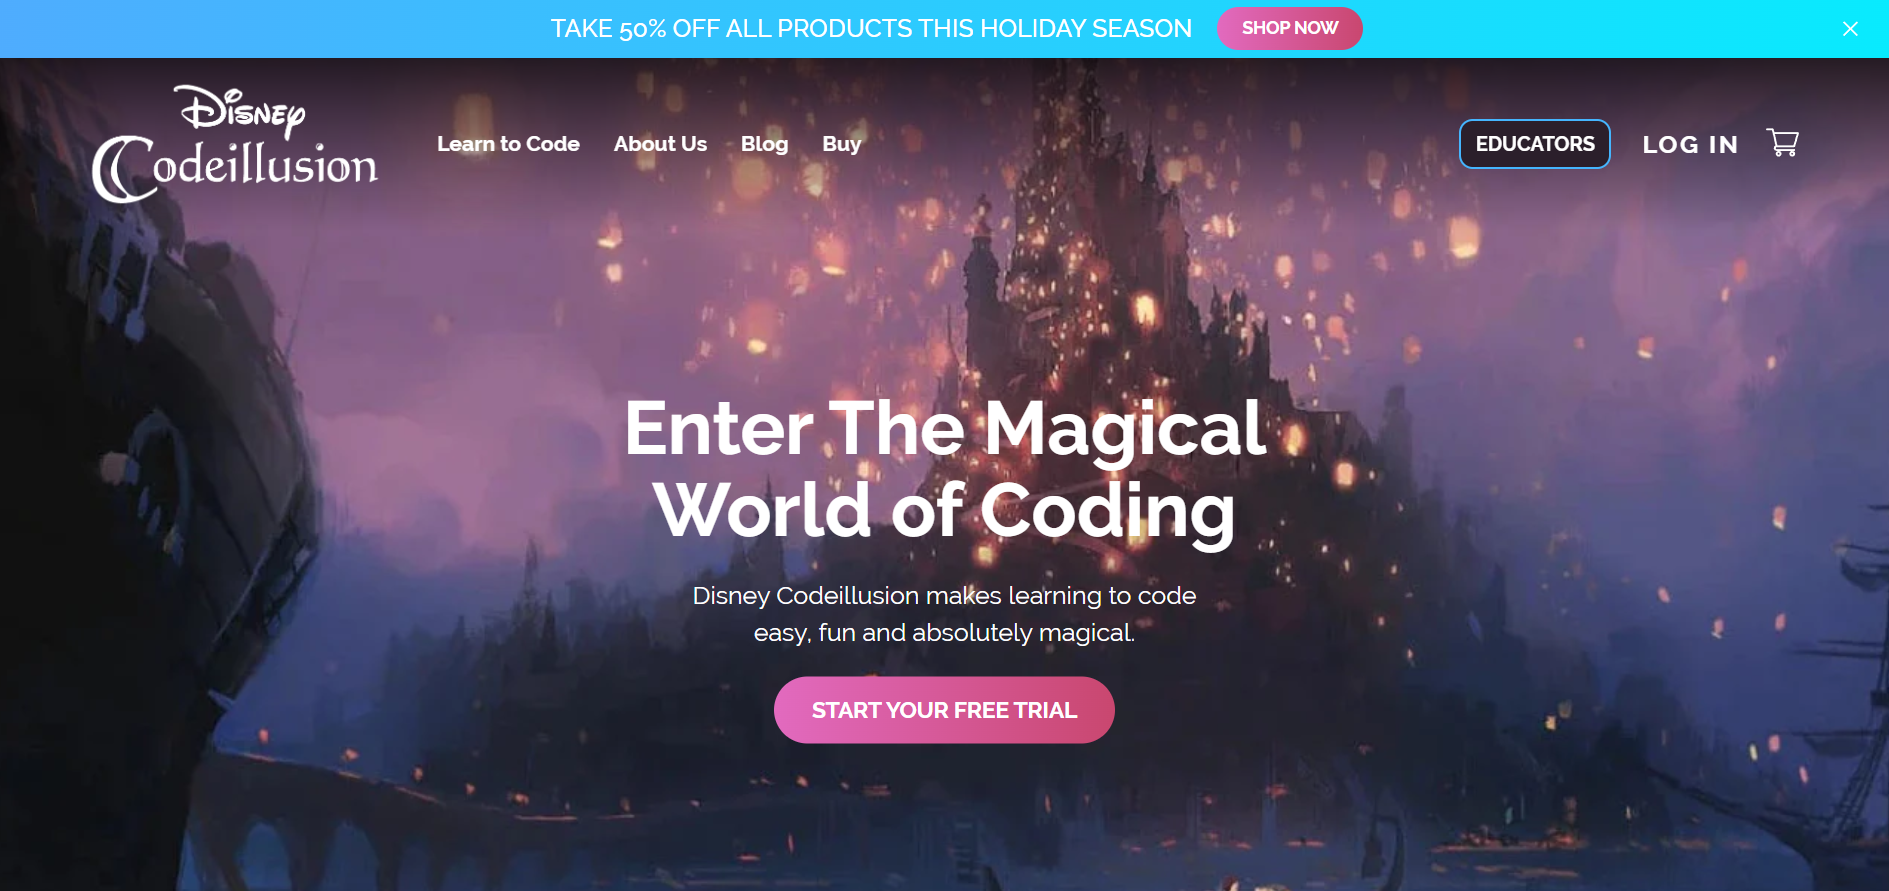 TAKE 50% OFF ALL PRODUCTS THIS HOLIDAY SEASON
SHOP NOW
Disney
Codeillusion
Learn to Code
About Us
Blog
Buy
EDUCATORS
LOG IN
Enter The Magical
World of Coding
Disney Codeillusion makes learning to code
easy, fun and absolutely magical.
START YOUR FREE TRIAL